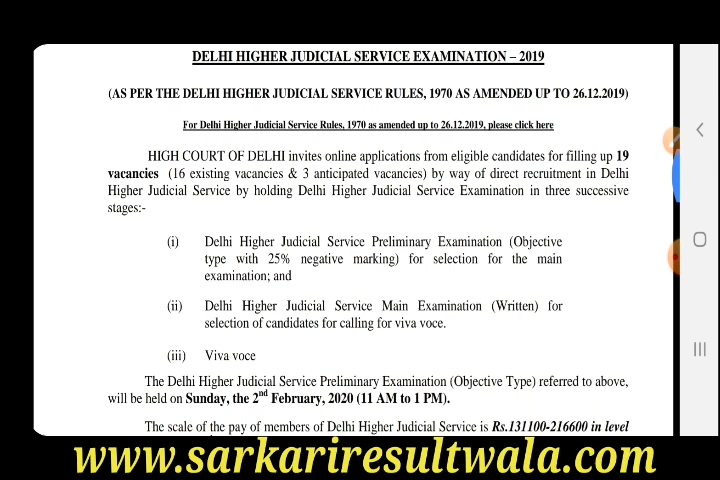 DELHI HIGHER JUDICIAL SERVICE EXAMINATION – 2019
(AS PER THE DELHI HIGHER JUDICIAL SERVICE RULES, 1970 AS AMENDED UP TO 26.12.2019)
For Delhi Higher Judicial Service Rules, 1970 as amended up to 26.12.2019, please click here
HIGH COURT OF DELHI invites online applications from eligible candidates for filling up 19
vacancies (16 existing vacancies & 3 anticipated vacancies) by way of direct recruitment in Delhi
Higher Judicial Service by holding Delhi Higher Judicial Service Examination in three successive
stages:-
(i) Delhi Higher Judicial Service Preliminary Examination (Objective
type with 25% negative marking) for selection for the main
examination; and
(ii) Delhi Higher Judicial Service Main Examination (Written) for
selection of candidates for calling for viva voce.
(iii) Viva voce
The Delhi Higher Judicial Service Preliminary Examination (Objective Type) referred to above,
will be held on Sunday, the 2nd February, 2020 (11 AM to 1 PM).
The scale of the pay of members of Delhi Higher Judicial Service is Rs.131100-216600 in level
www.sarkariresultwala.com